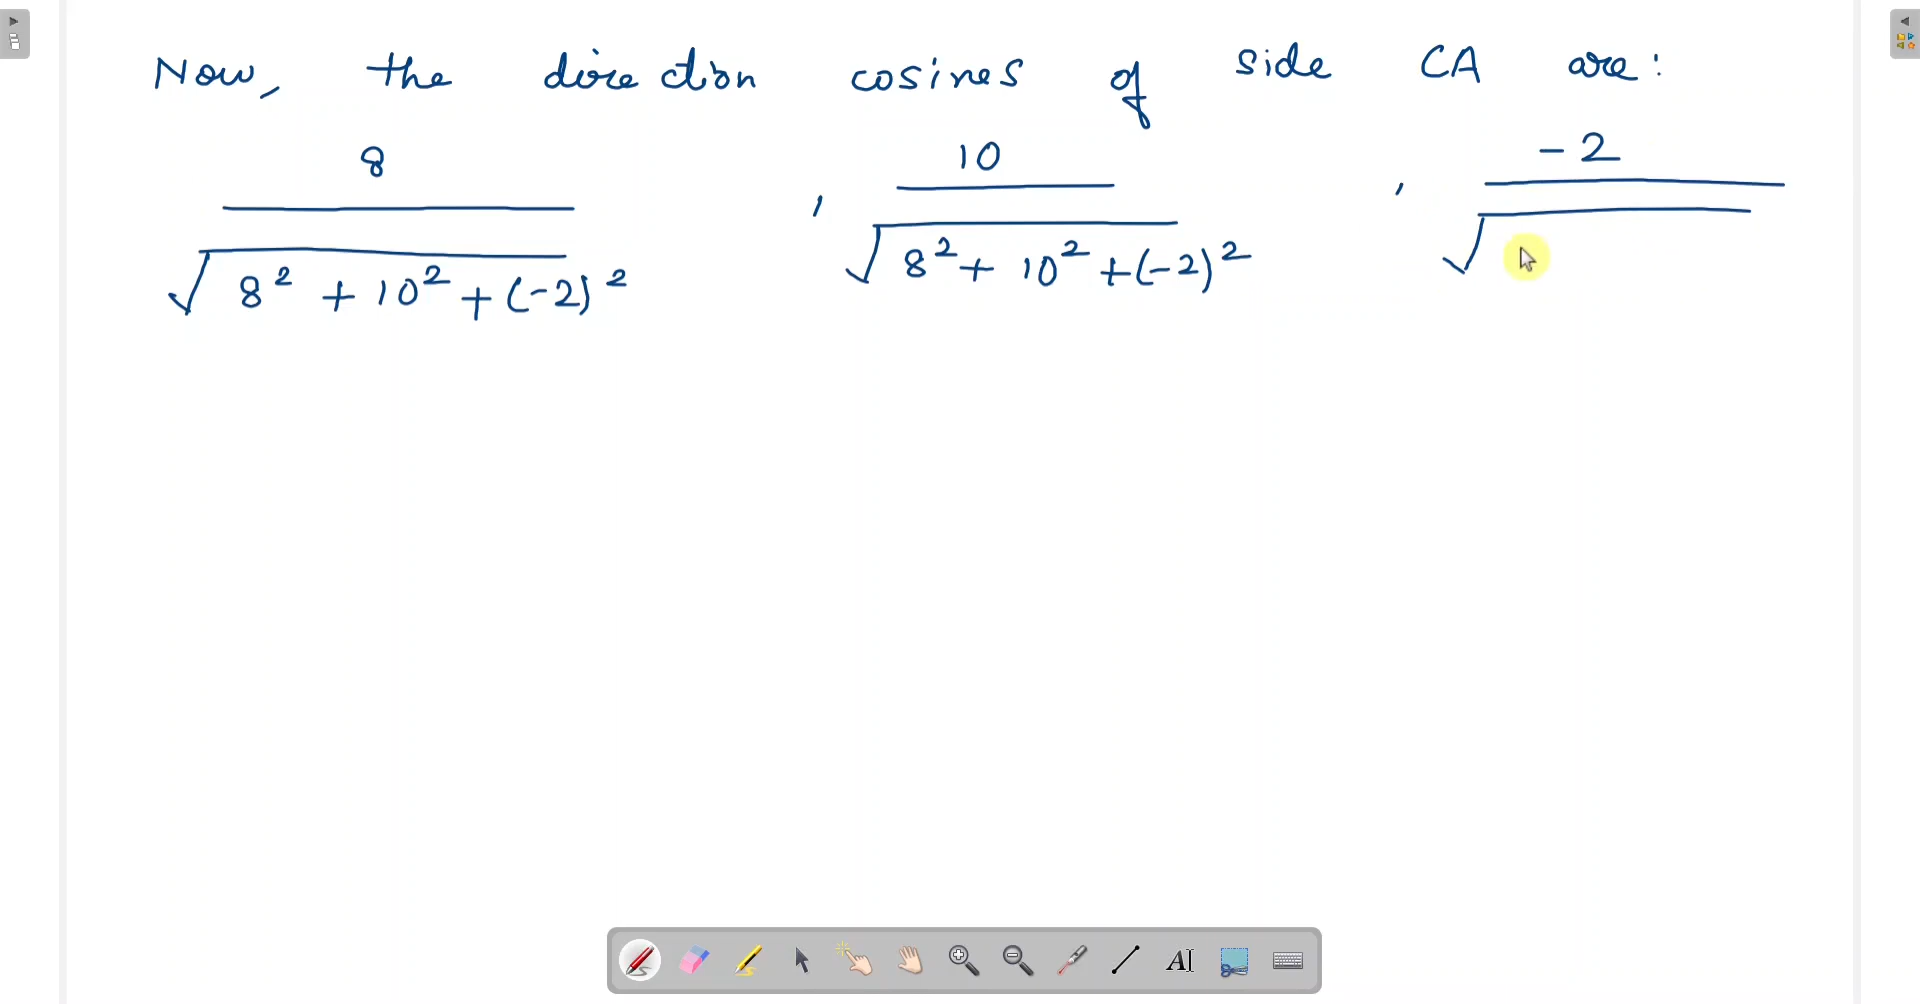 Now, the direction cosines of side CA are:
8 / √(8² + 10² + (-2)²) , 10 / √(8² + 10² + (-2)²) , -2 / √